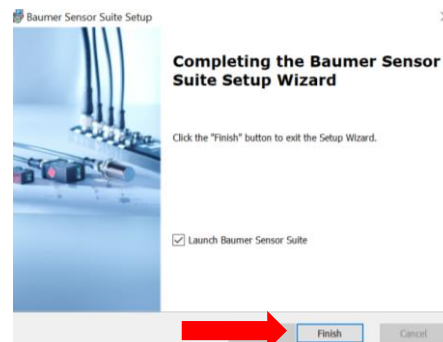 Baumer Sensor Suite Setup
Completing the Baumer Sensor
Suite Setup Wizard
Click the "Finish" button to exit the Setup Wizard.
Launch Baumer Sensor Suite
Finish
Cancel